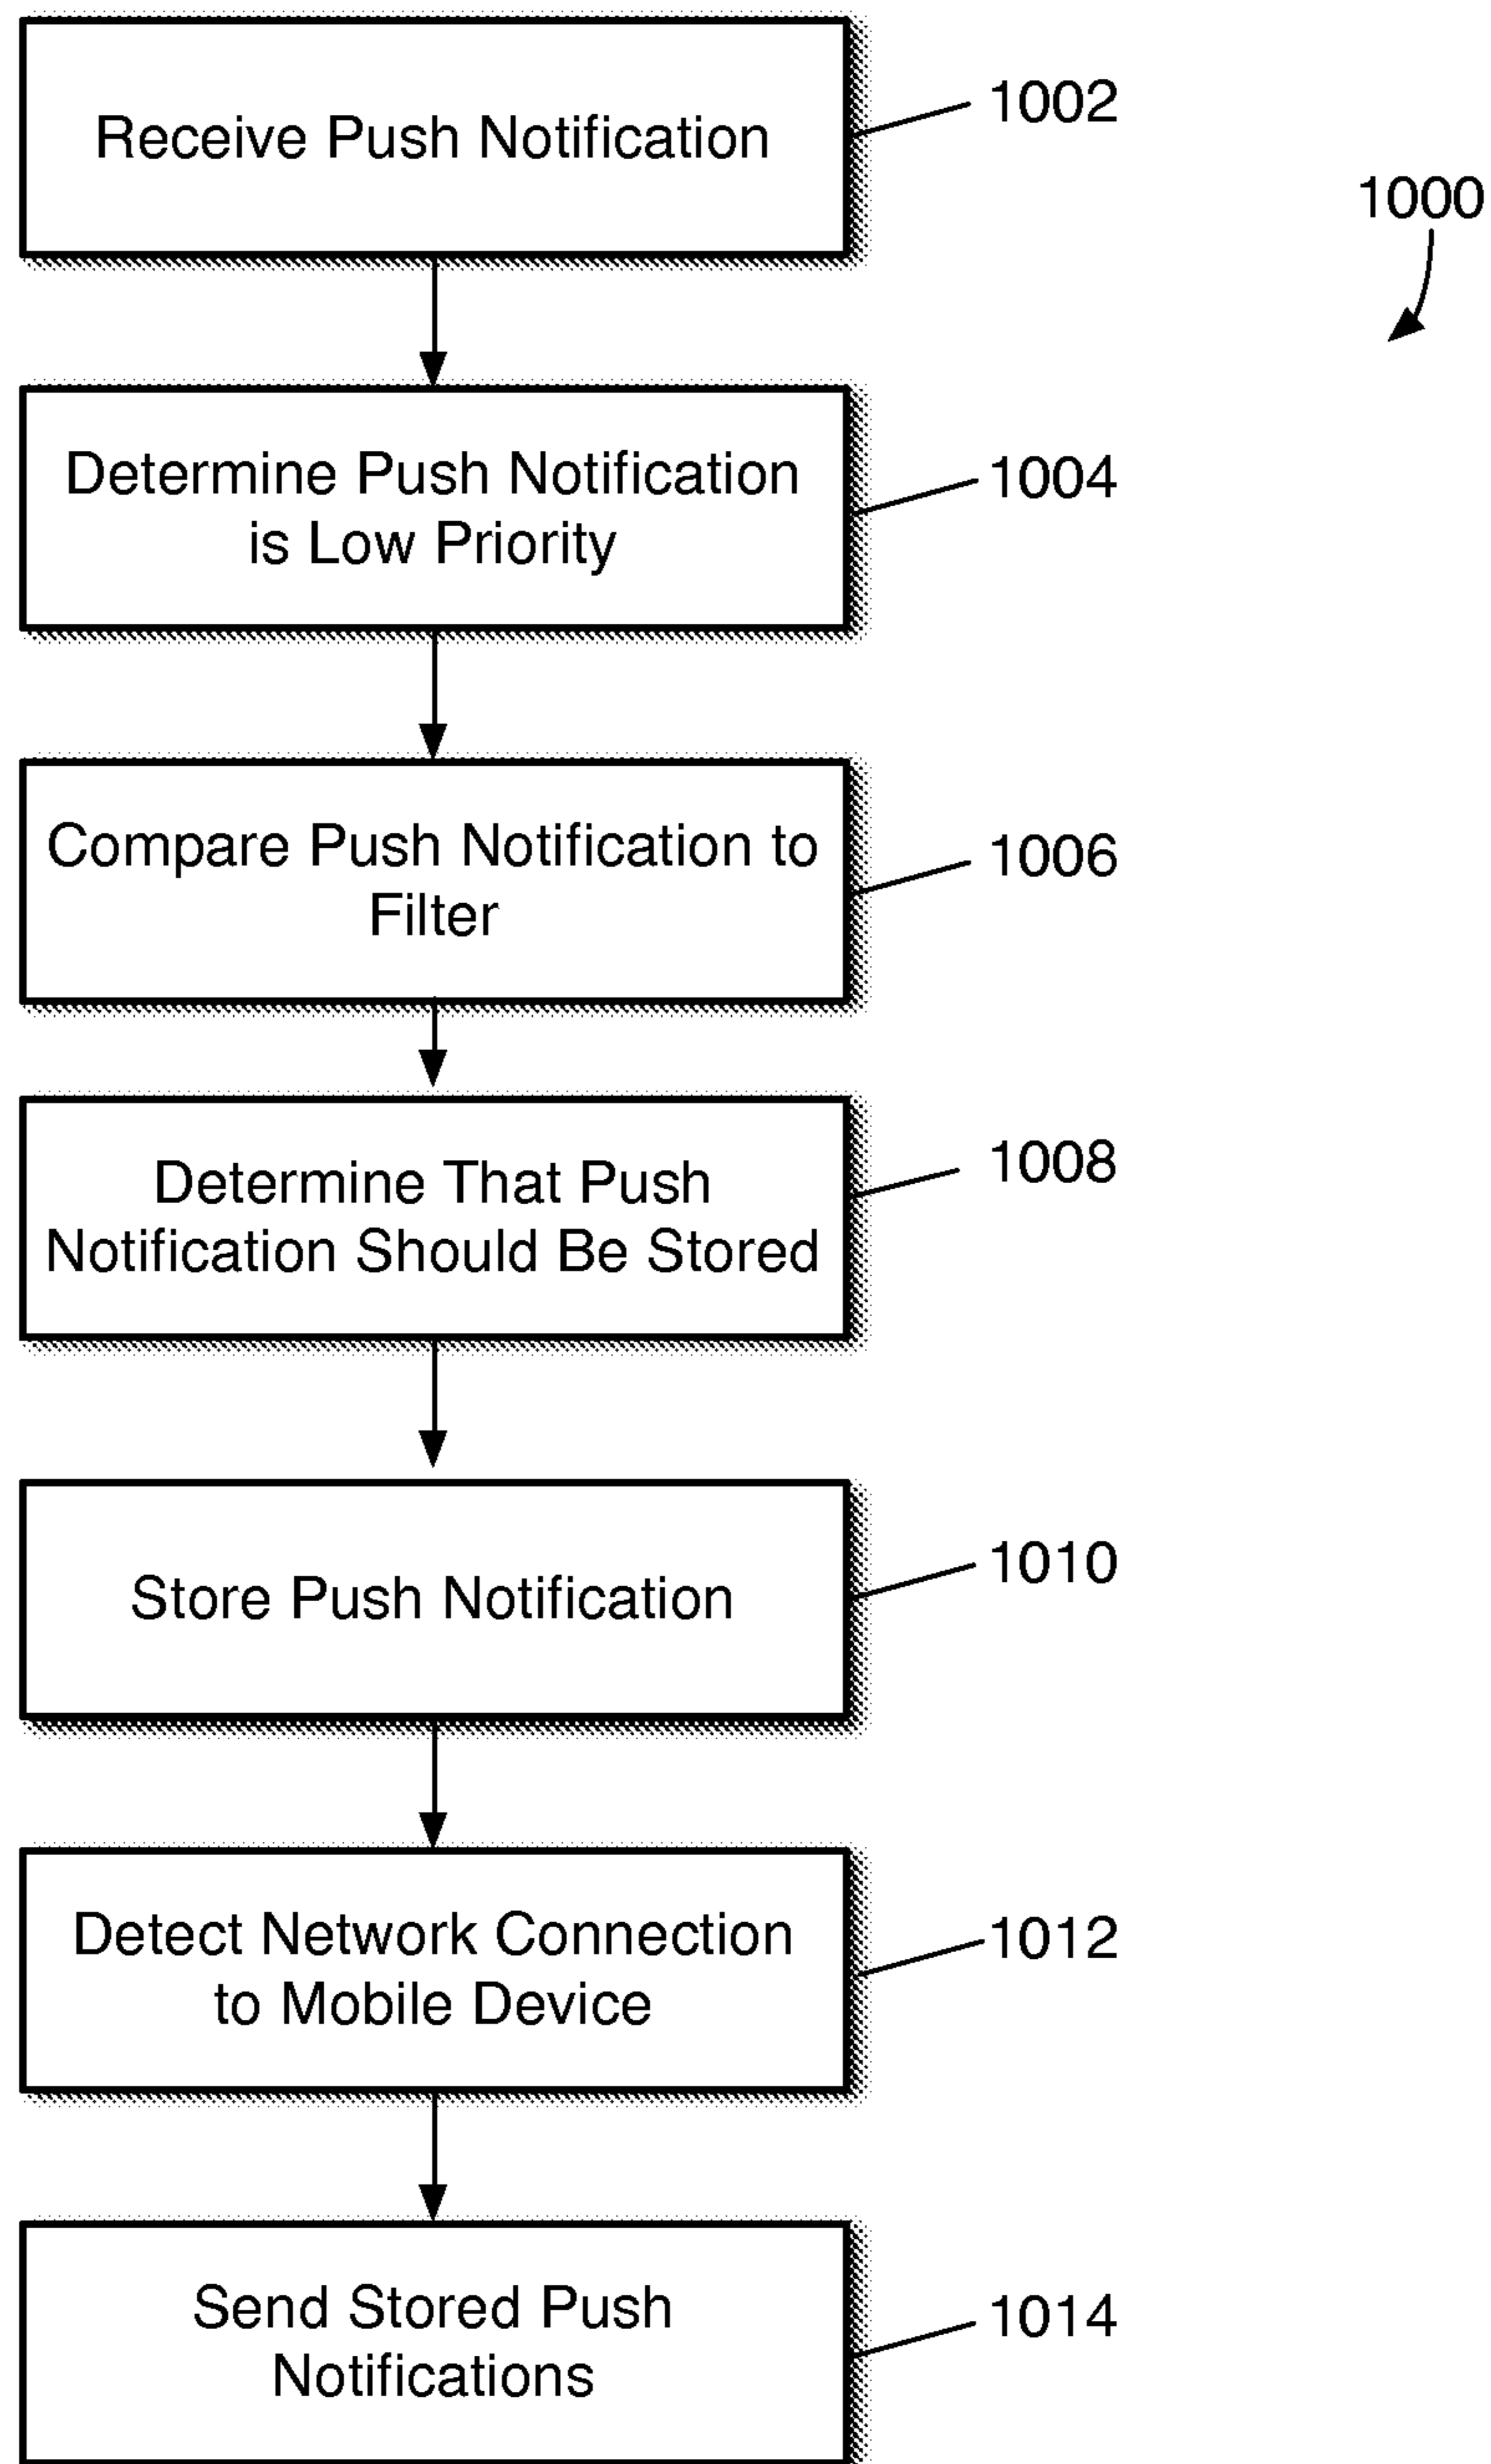 Receive Push Notification
1002
1000
Determine Push Notification
is Low Priority
1004
Compare Push Notification to
Filter
1006
Determine That Push
Notification Should Be Stored
1008
Store Push Notification
1010
Detect Network Connection
to Mobile Device
1012
Send Stored Push
Notifications
1014